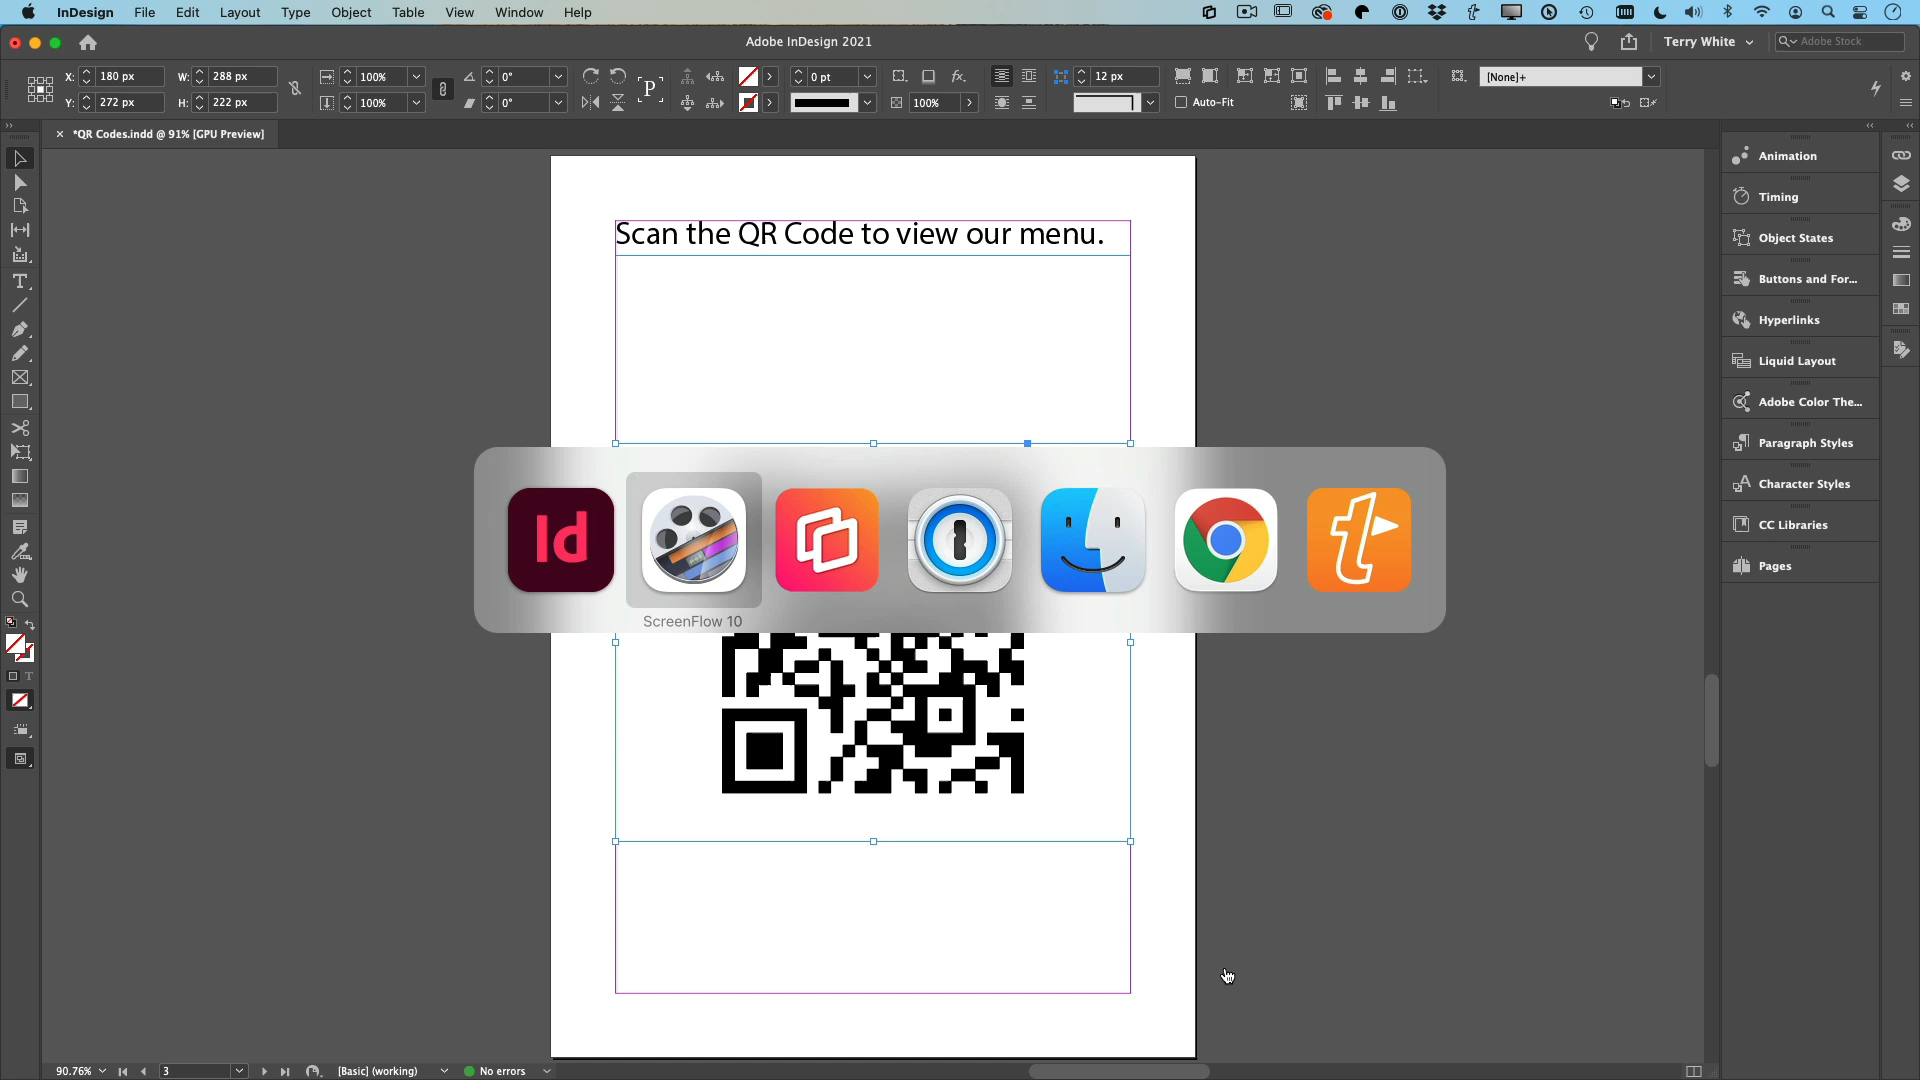 InDesign File Edit Layout Type Object Table View Window Help
Adobe InDesign 2021
Terry White
Adobe Stock
X: 180 px W: 288 px 100% 0° 0 pt 12 px [None]+
Y: 272 px H: 222 px 100% 0° 100% Auto-Fit
P
fx.
*QR Codes.indd @ 91% [GPU Preview]
Scan the QR Code to view our menu.
Id
ScreenFlow 10
Animation
Timing
Object States
Buttons and For...
Hyperlinks
Liquid Layout
Adobe Color The...
Paragraph Styles
Character Styles
CC Libraries
Pages
90.76% 3 [Basic] (working) No errors